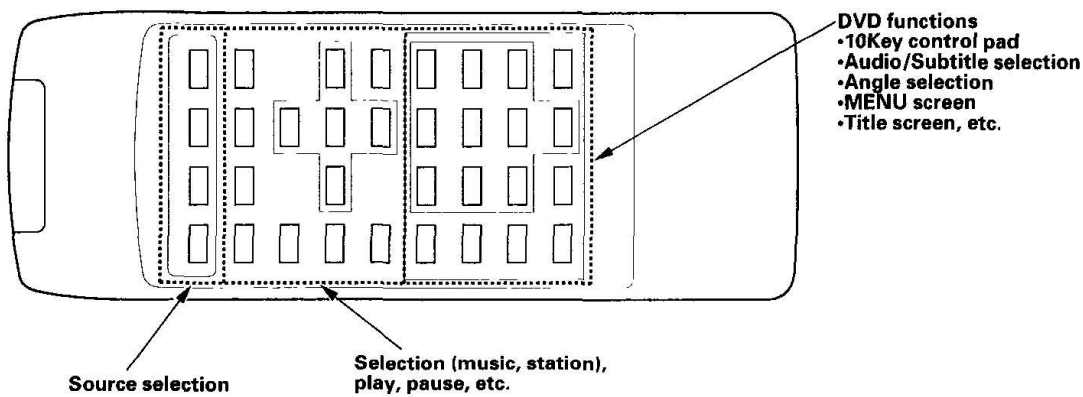 DVD functions
•10Key control pad
•Audio/Subtitle selection
•Angle selection
•MENU screen
•Title screen, etc.
Selection (music, station),
play, pause, etc.
Source selection